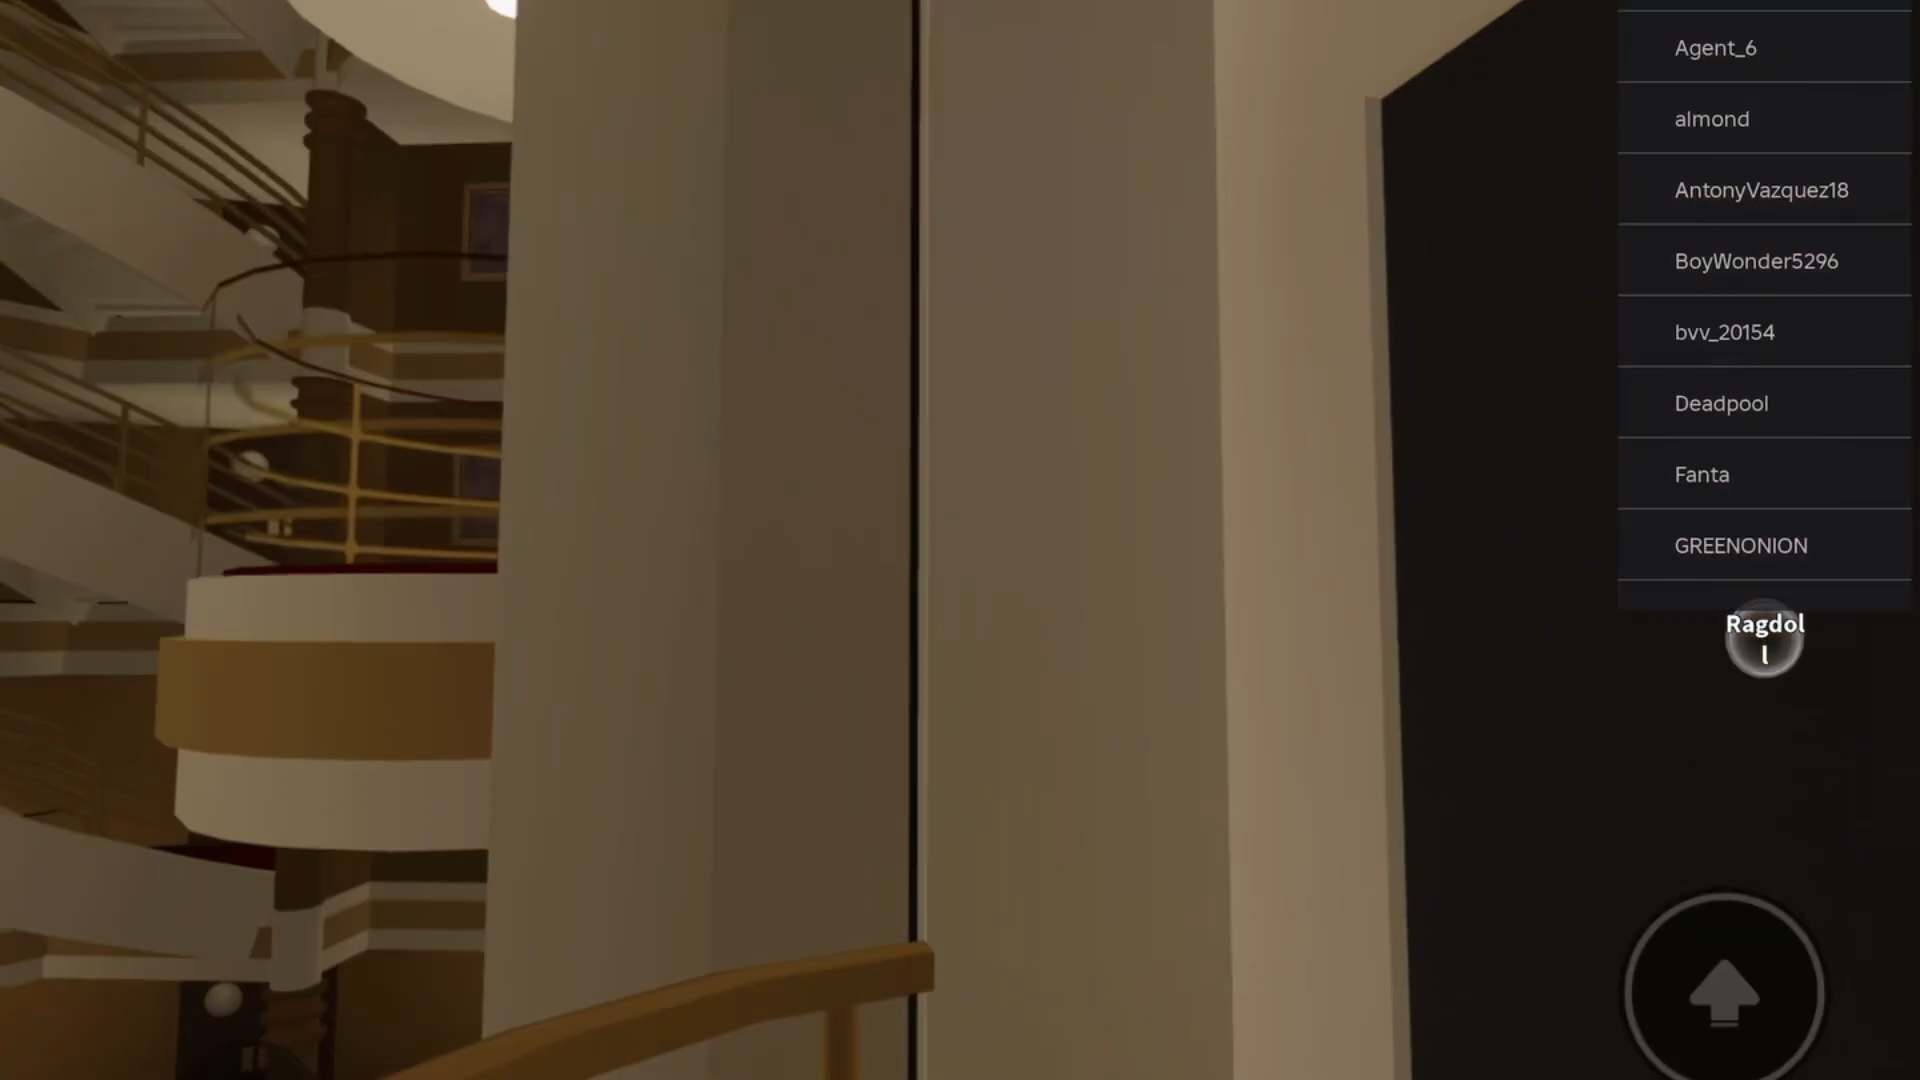 Agent_6
almond
AntonyVazquez18
BoyWonder5296
bvv_20154
Deadpool
Fanta
GREENONION
Ragdol
l